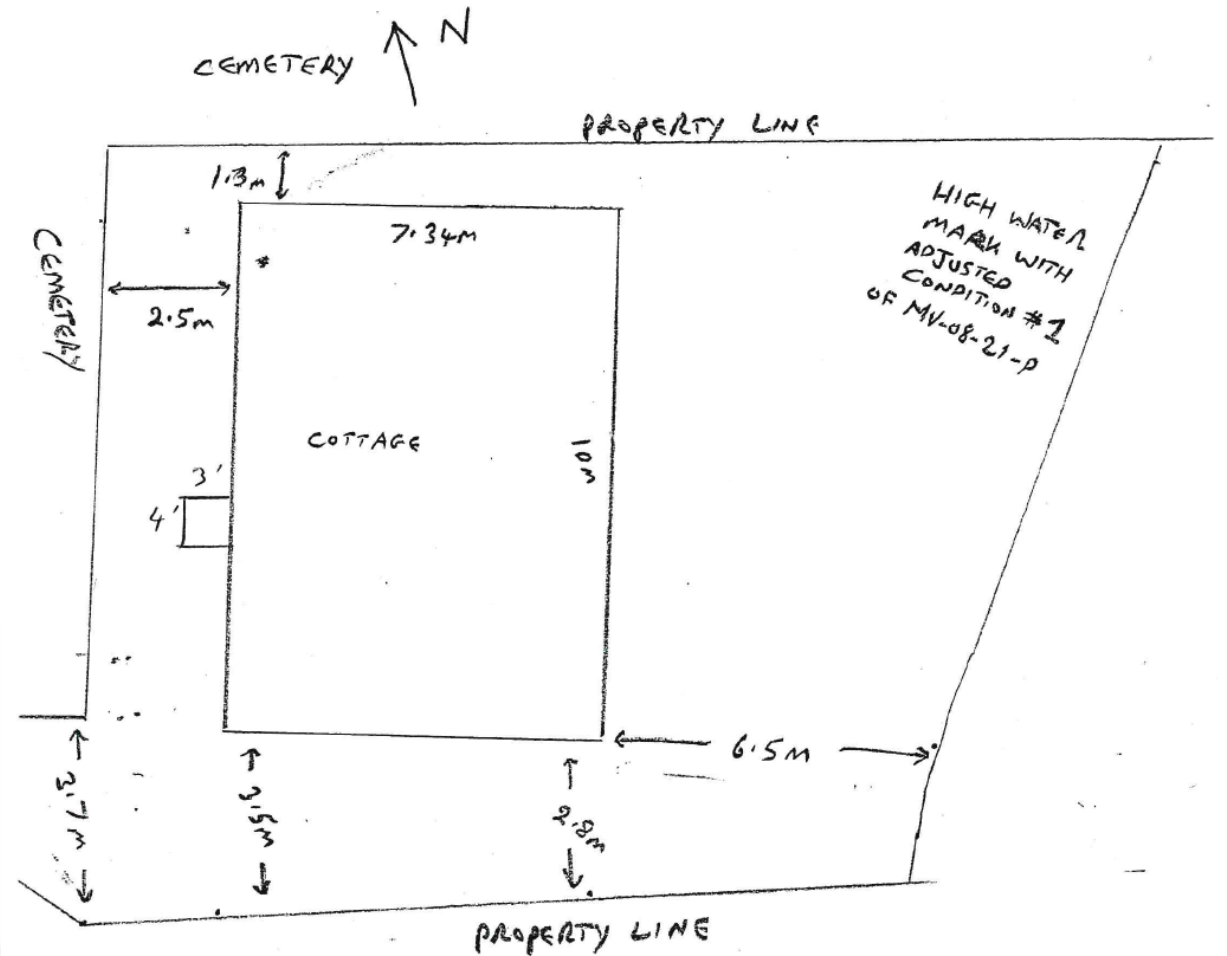 N
CEMETERY
PROPERTY LINE
1.3m
7.34M
HIGH WATER
MARK WITH
ADJUSTED
CONDITION #1
OF MV-08-21-P
CEMETERY
2.5m
COTTAGE
10M
3'
4'
6.5M
3.7M
3.5M
2.8m
PROPERTY LINE